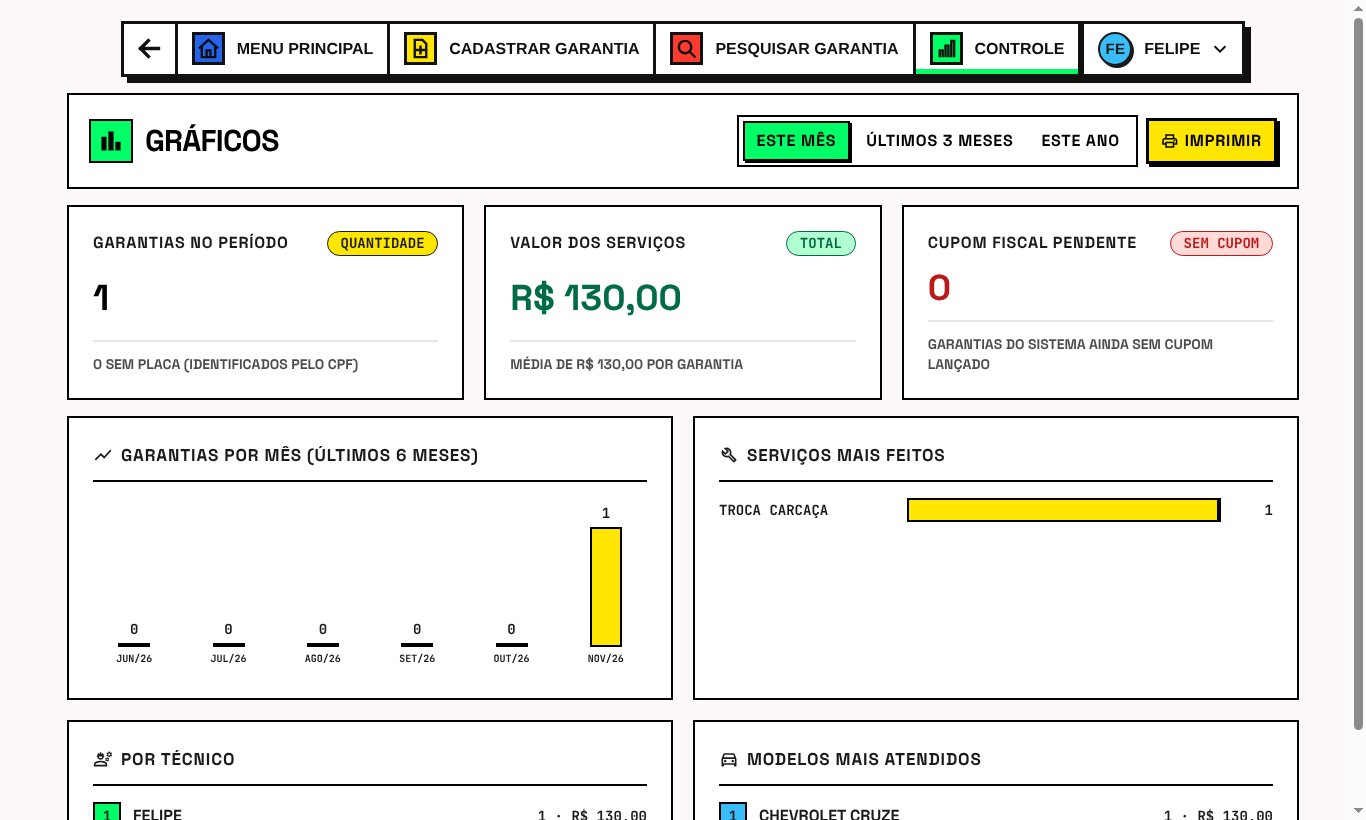 MENU PRINCIPAL
CADASTRAR GARANTIA
PESQUISAR GARANTIA
CONTROLE
FE FELIPE
GRÁFICOS
ESTE MÊS
ÚLTIMOS 3 MESES
ESTE ANO
IMPRIMIR
GARANTIAS NO PERÍODO
QUANTIDADE
1
0 SEM PLACA (IDENTIFICADOS PELO CPF)
VALOR DOS SERVIÇOS
TOTAL
R$ 130,00
MÉDIA DE R$ 130,00 POR GARANTIA
CUPOM FISCAL PENDENTE
SEM CUPOM
0
GARANTIAS DO SISTEMA AINDA SEM CUPOM
LANÇADO
GARANTIAS POR MÊS (ÚLTIMOS 6 MESES)
1
0 0 0 0 0
JUN/26 JUL/26 AGO/26 SET/26 OUT/26 NOV/26
SERVIÇOS MAIS FEITOS
TROCA CARCAÇA 1
POR TÉCNICO
1 FELIPE 1 · R$ 130,00
MODELOS MAIS ATENDIDOS
1 CHEVROLET CRUZE 1 · R$ 130,00